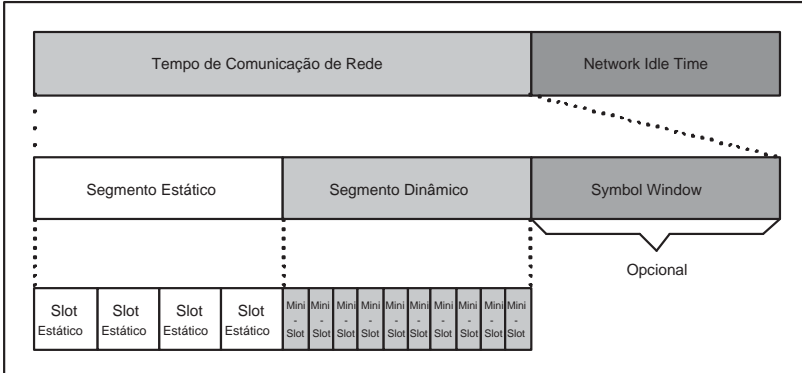 Tempo de Comunicação de Rede
Network Idle Time
Segmento Estático
Segmento Dinâmico
Symbol Window
Opcional
Slot
Estático
Slot
Estático
Slot
Estático
Slot
Estático
Mini
-
Slot
Mini
-
Slot
Mini
-
Slot
Mini
-
Slot
Mini
-
Slot
Mini
-
Slot
Mini
-
Slot
Mini
-
Slot
Mini
-
Slot
Mini
-
Slot